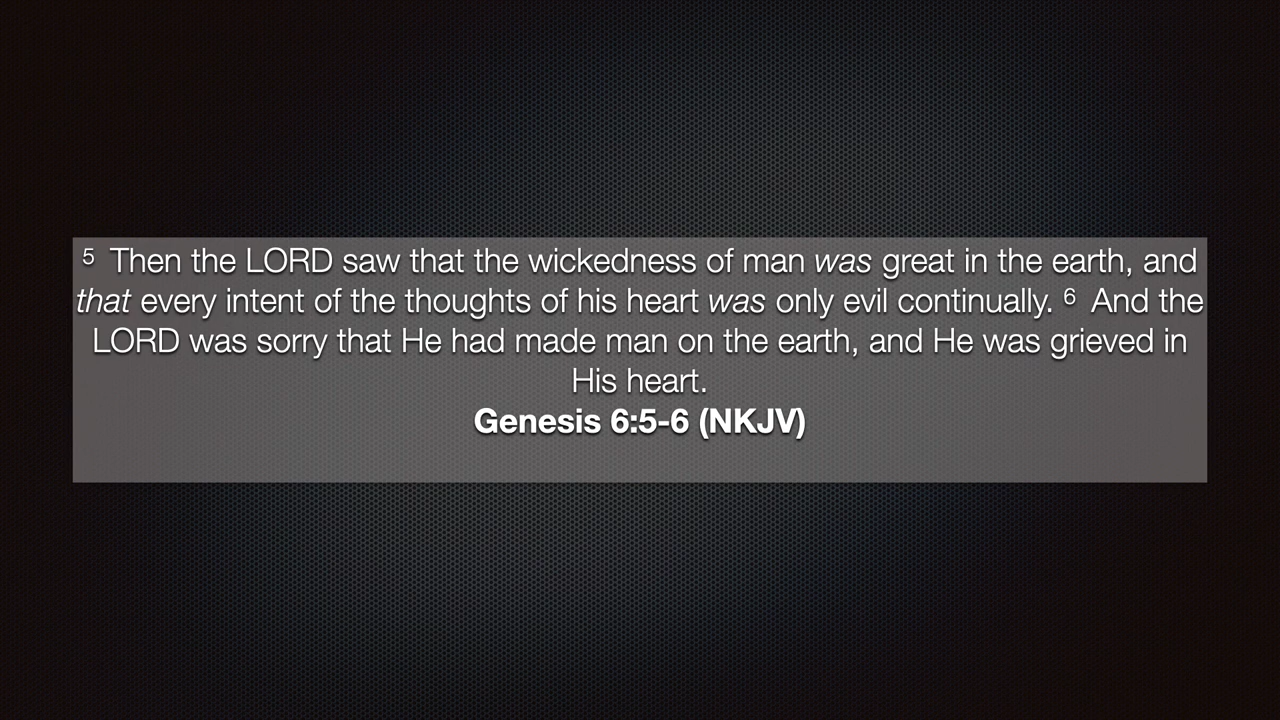 5 Then the LORD saw that the wickedness of man was great in the earth, and
that every intent of the thoughts of his heart was only evil continually. 6 And the
LORD was sorry that He had made man on the earth, and He was grieved in
His heart.
Genesis 6:5-6 (NKJV)